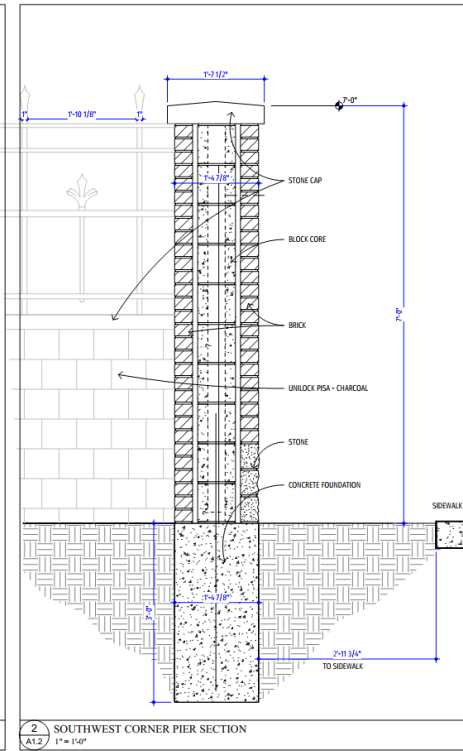 1'-7 1/2"
7'-0"
1"
1'-10 1/8"
1"
1'-4 7/8"
STONE CAP
BLOCK CORE
7'-0"
BRICK
UNILOCK PISA - CHARCOAL
STONE
CONCRETE FOUNDATION
SIDEWALK
1'-4 7/8"
3'-0"
2'-11 3/4"
TO SIDEWALK
2
A1.2
SOUTHWEST CORNER PIER SECTION
1" = 1'-0"